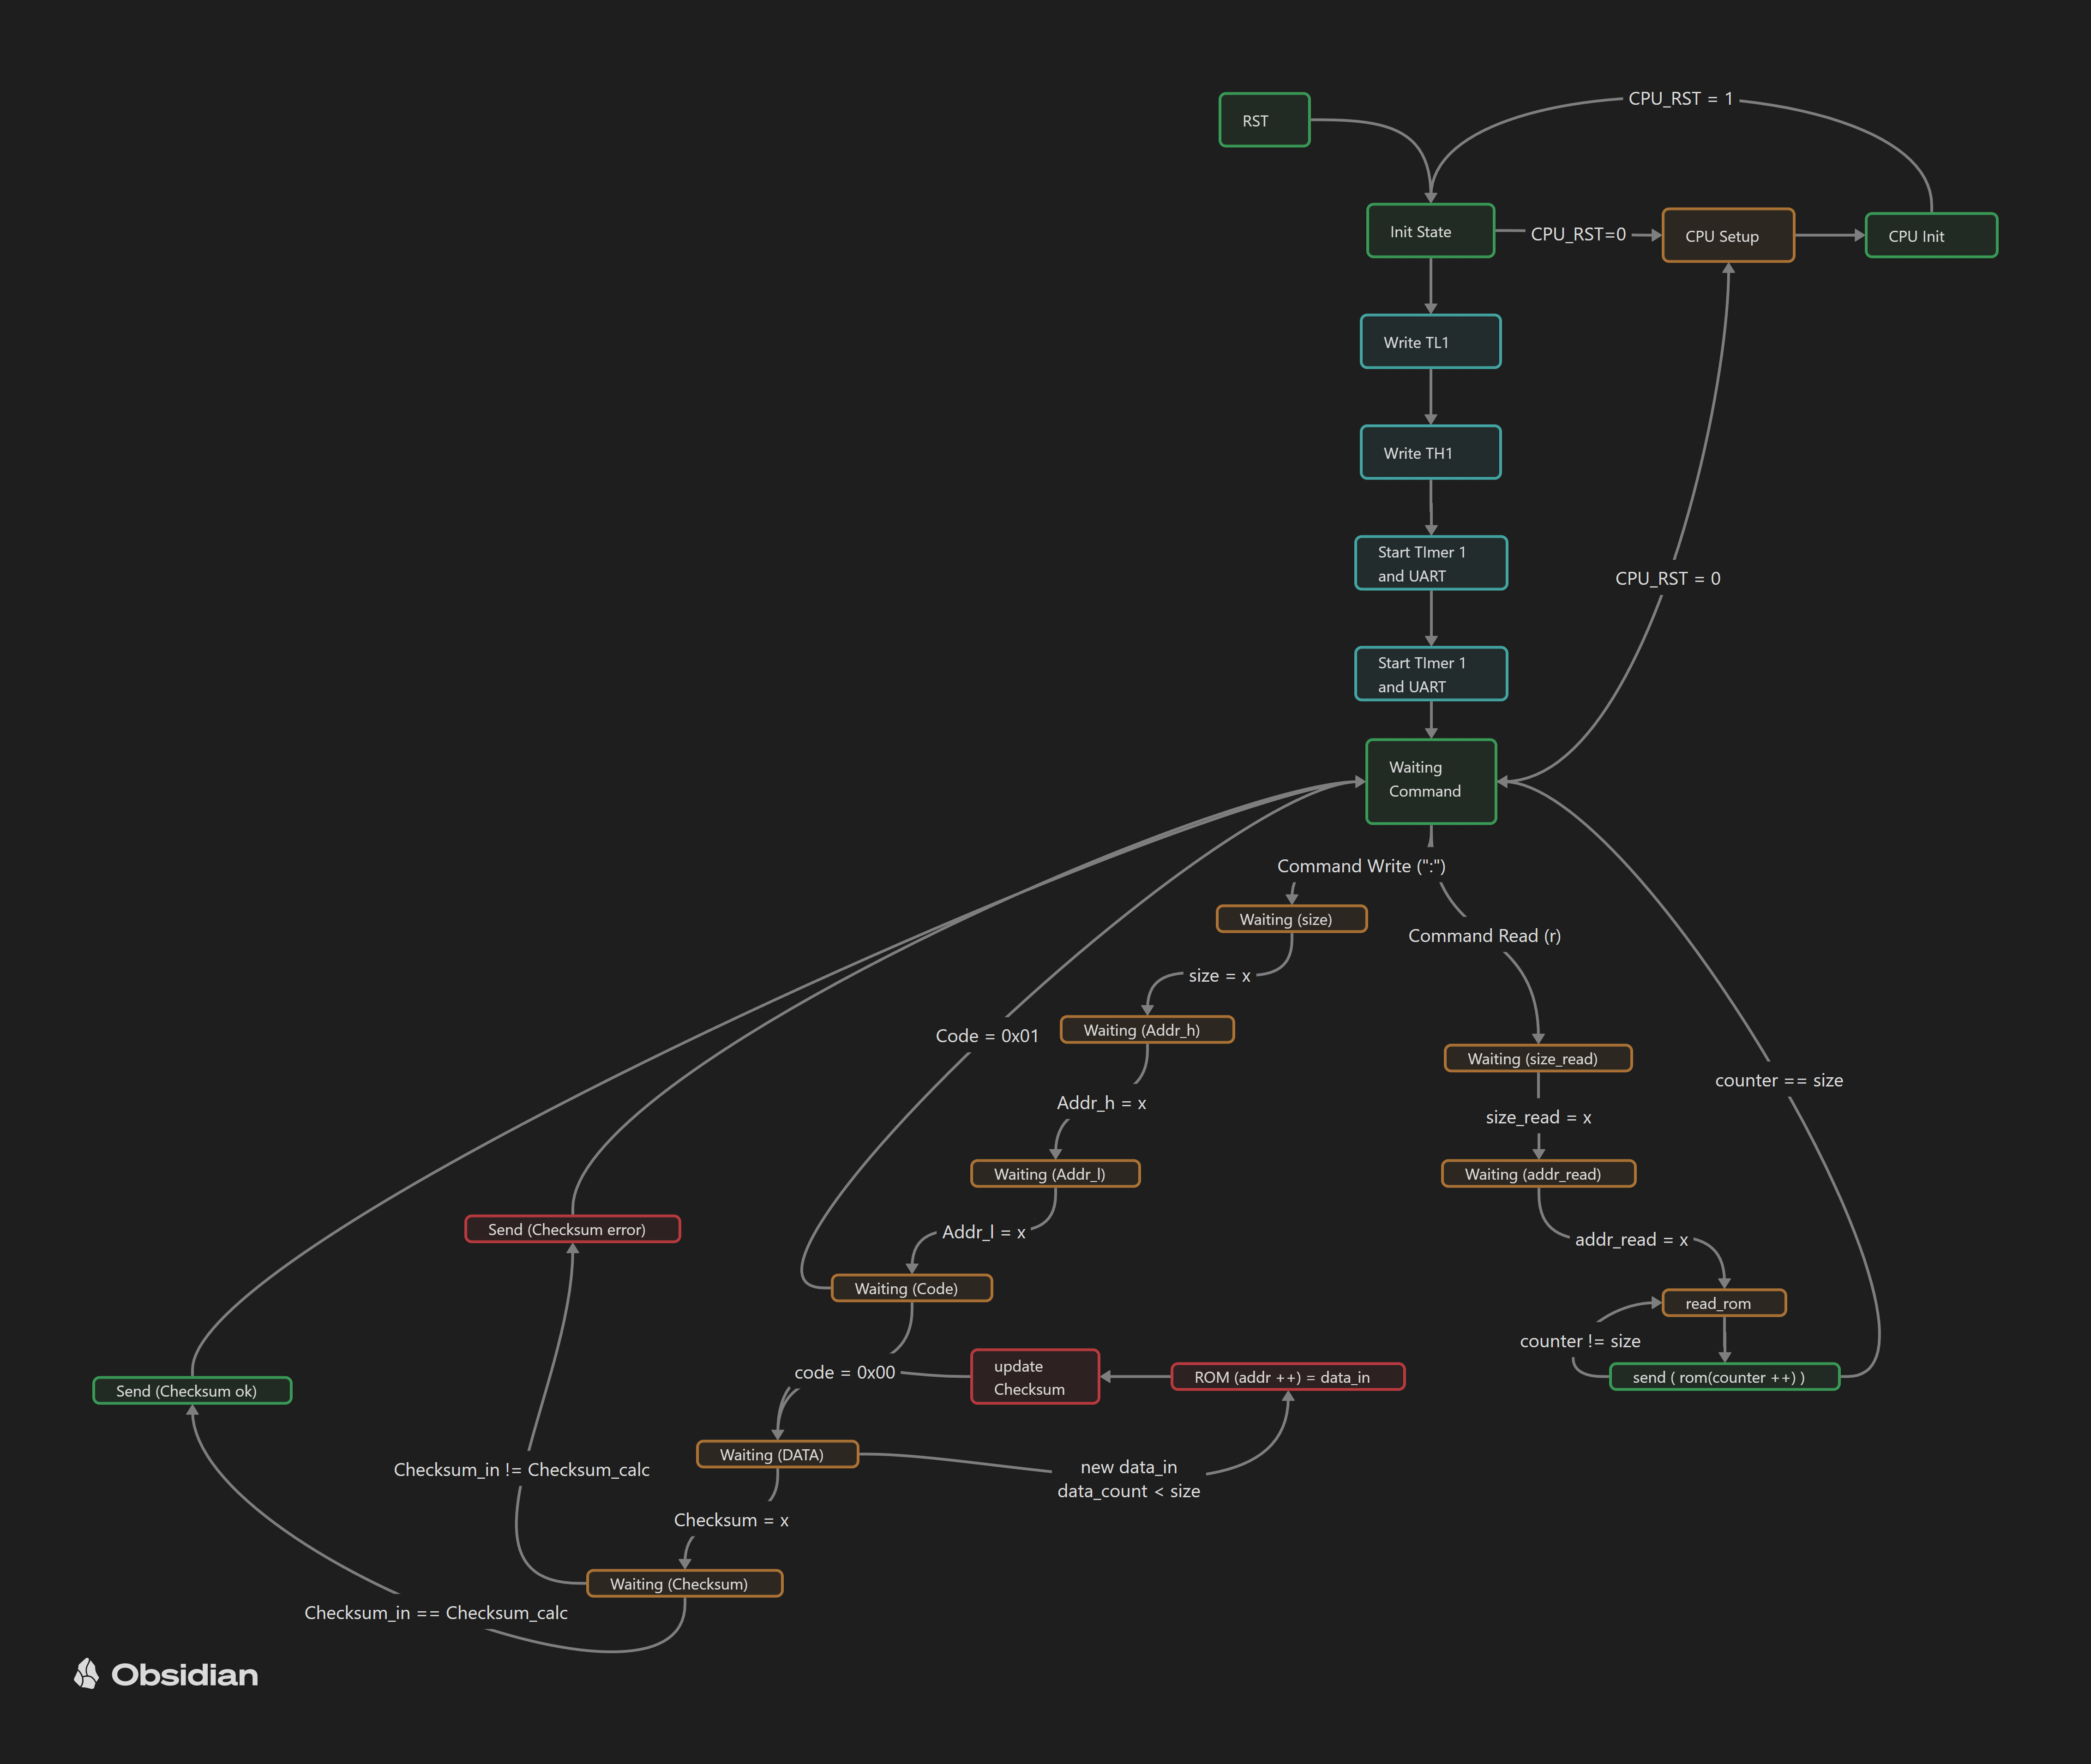 CPU_RST = 1
RST
Init State
CPU_RST=0
CPU Setup
CPU Init
Write TL1
Write TH1
Start TImer 1
and UART
CPU_RST = 0
Start TImer 1
and UART
Waiting
Command
Command Write (":")
Waiting (size)
Command Read (r)
size = x
Waiting (Addr_h)
Code = 0x01
Waiting (size_read)
counter == size
Addr_h = x
size_read = x
Waiting (Addr_l)
Waiting (addr_read)
Send (Checksum error)
Addr_l = x
addr_read = x
Waiting (Code)
read_rom
counter != size
code = 0x00
update
Checksum
ROM (addr ++) = data_in
send ( rom(counter ++) )
Send (Checksum ok)
Waiting (DATA)
Checksum_in != Checksum_calc
new data_in
data_count < size
Checksum = x
Waiting (Checksum)
Checksum_in == Checksum_calc
Obsidian